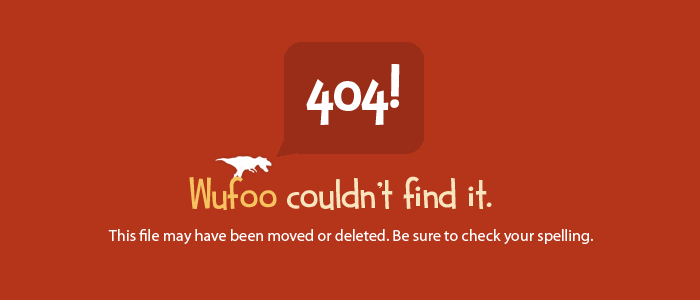 404!
Wufoo couldn't find it.
This file may have been moved or deleted. Be sure to check your spelling.